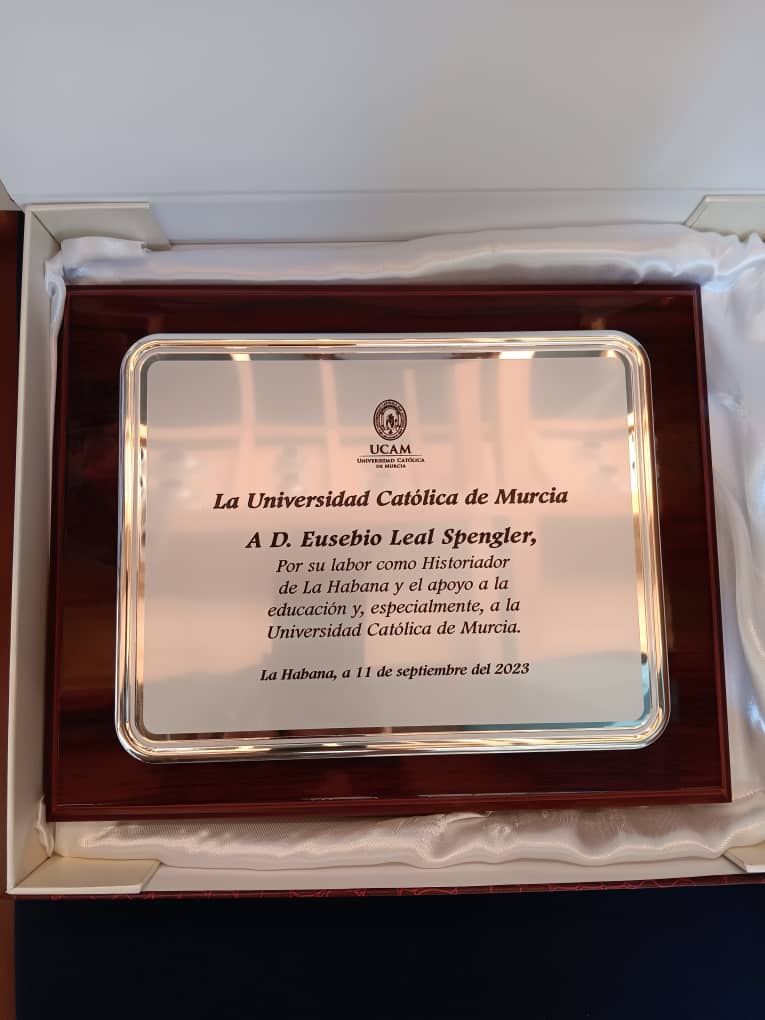 UCAM
UNIVERSIDAD CATÓLICA
DE MURCIA
La Universidad Católica de Murcia
A D. Eusebio Leal Spengler,
Por su labor como Historiador
de La Habana y el apoyo a la
educación y, especialmente, a la
Universidad Católica de Murcia.
La Habana, a 11 de septiembre del 2023